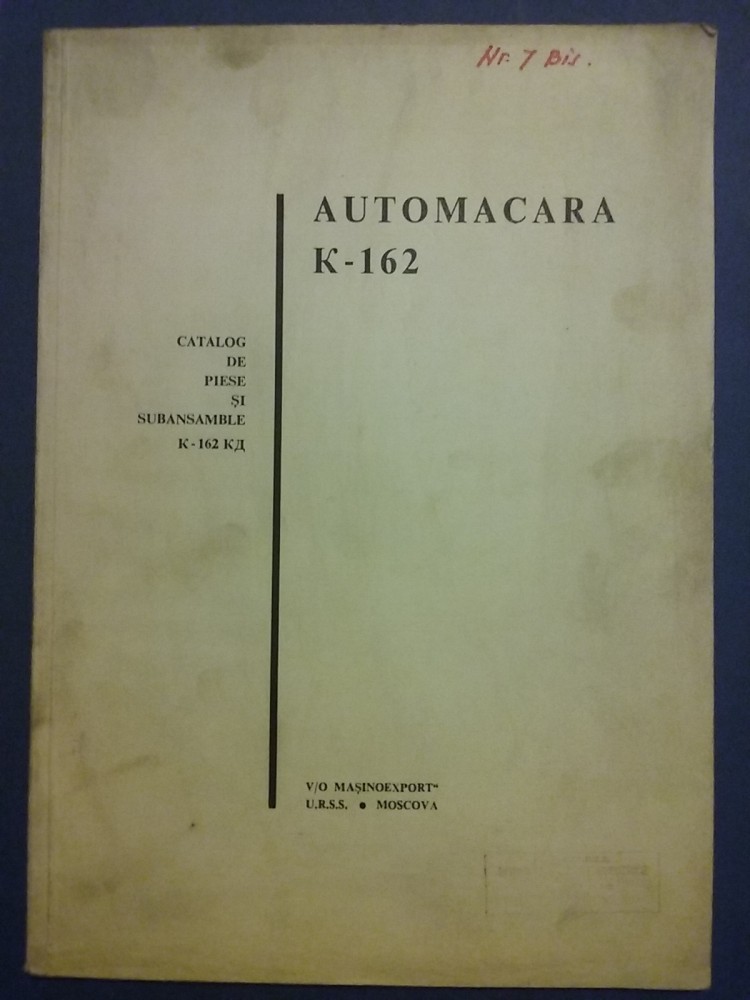 Nr. 7 Bis.
AUTOMACARA
K-162
CATALOG
DE
PIESE
ŞI
SUBANSAMBLE
K-162 КД
V/O MAŞINOEXPORT“
U.R.S.S. ● MOSCOVA